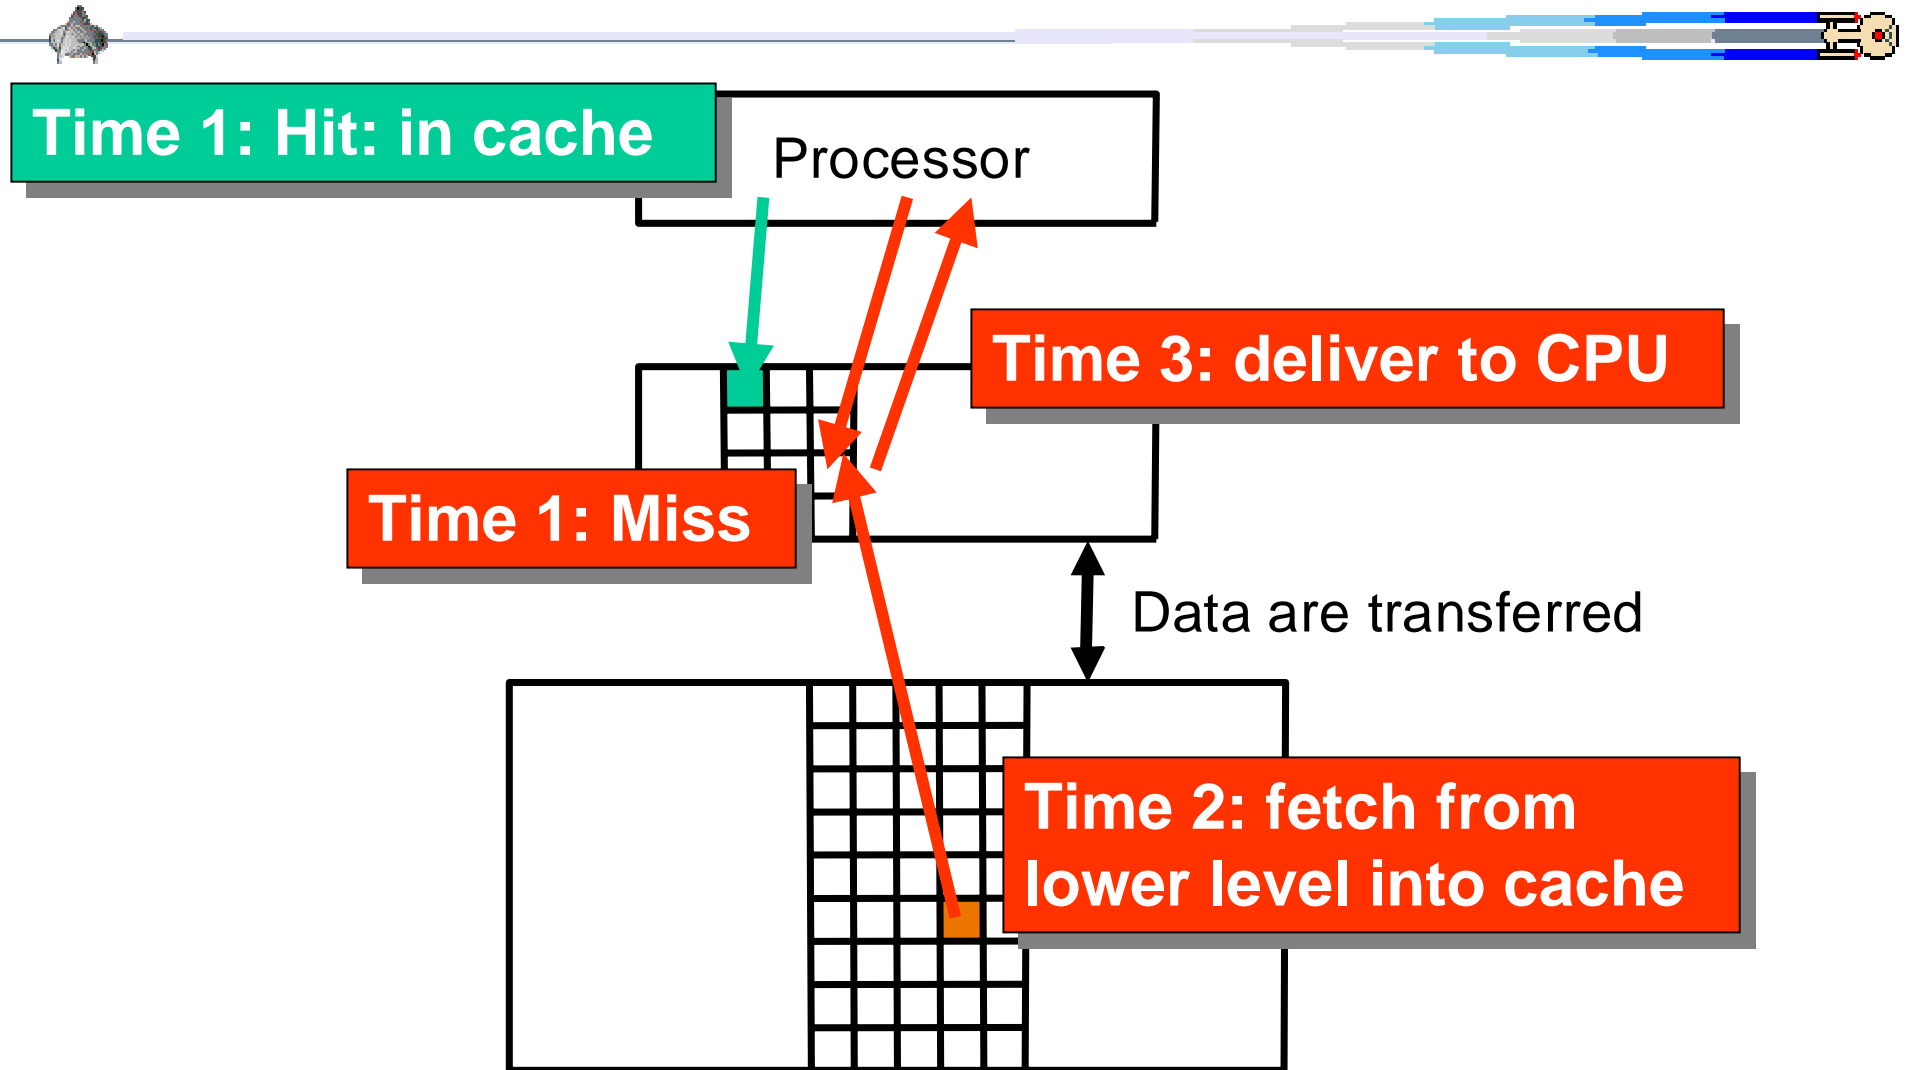 Time 1: Hit: in cache
Processor
Time 3: deliver to CPU
Time 1: Miss
Data are transferred
Time 2: fetch from
lower level into cache